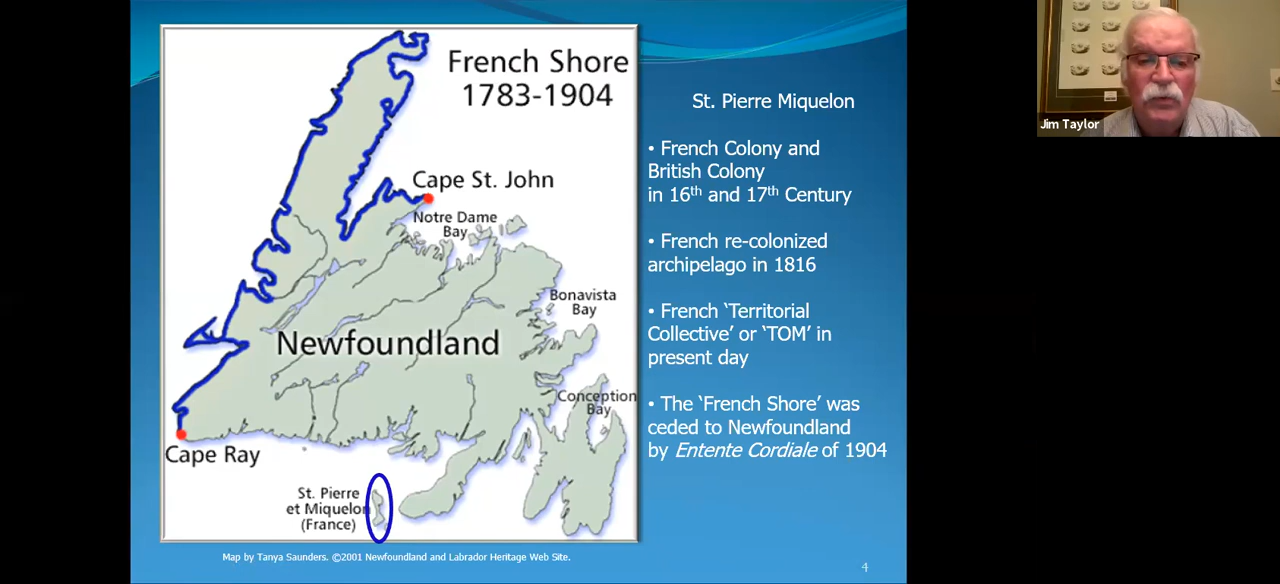 French Shore
1783-1904
Cape St. John
Notre Dame
Bay
Bonavista
Bay
Newfoundland
Conception
Bay
Cape Ray
St. Pierre
et Miquelon
(France)
Map by Tanya Saunders. ©2001 Newfoundland and Labrador Heritage Web Site.
St. Pierre Miquelon
• French Colony and
British Colony
in 16th and 17th Century
• French re-colonized
archipelago in 1816
• French ‘Territorial
Collective’ or ‘TOM’ in
present day
• The ‘French Shore’ was
ceded to Newfoundland
by Entente Cordiale of 1904
4
Jim Taylor